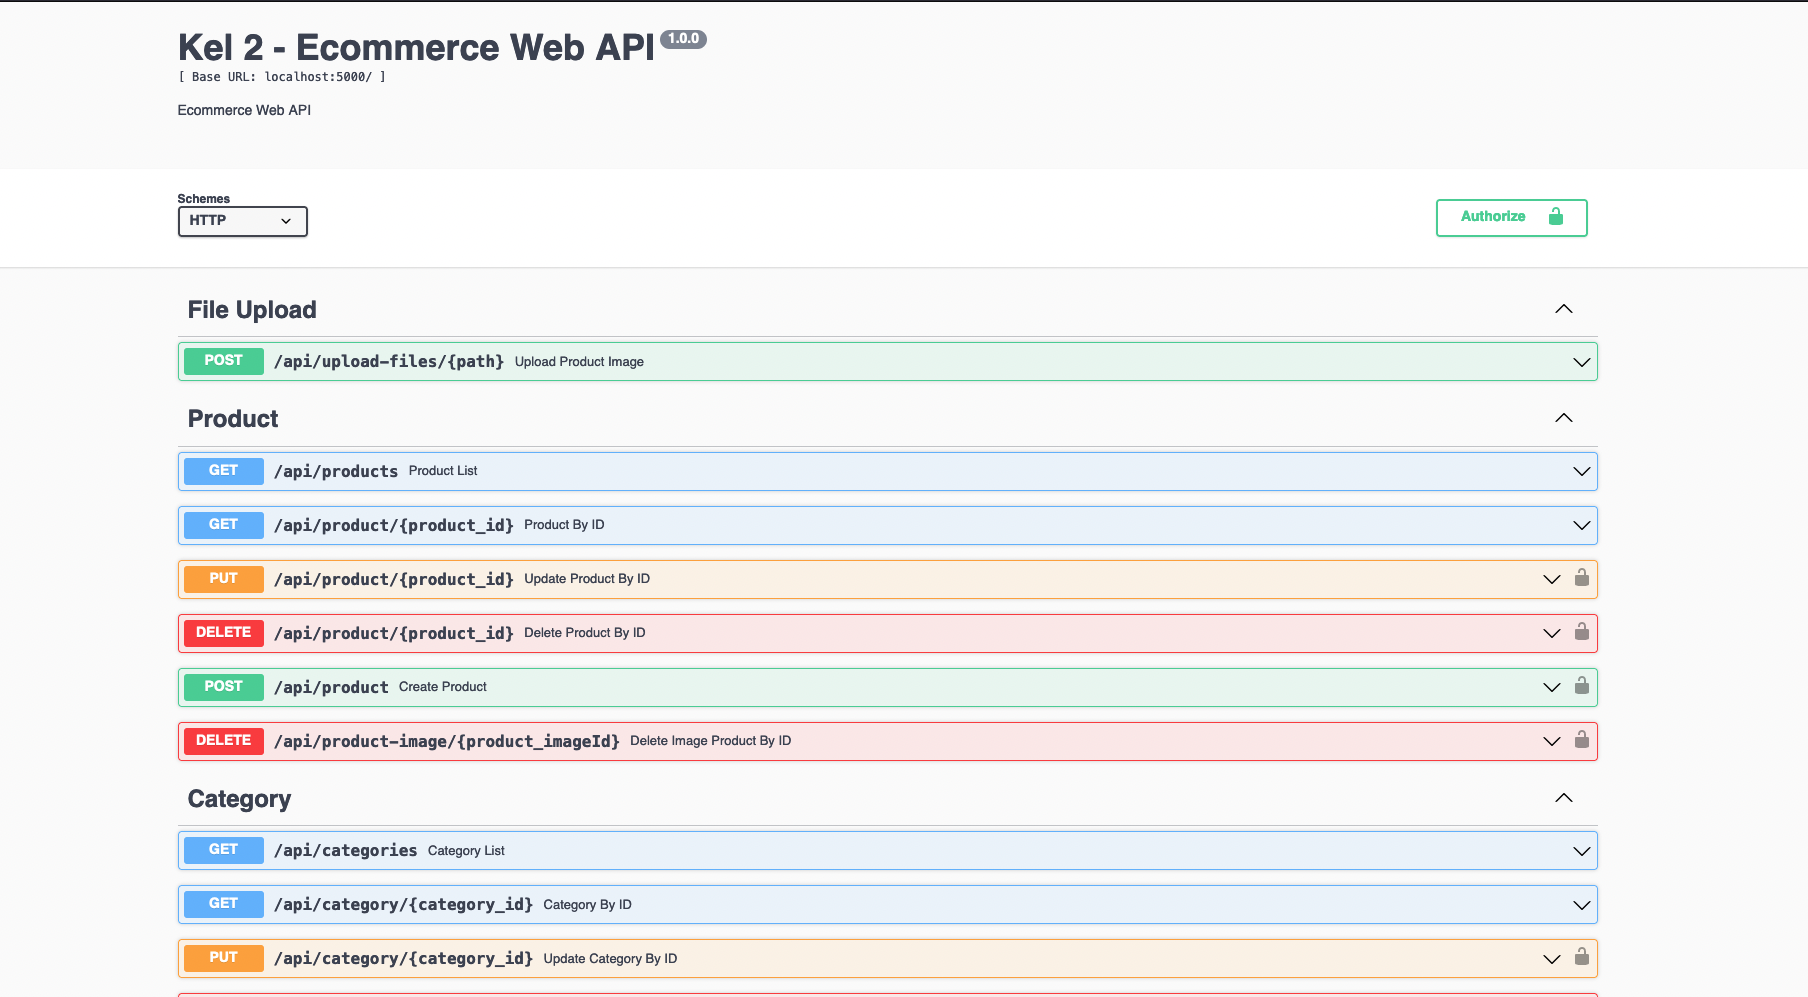 Kel 2 - Ecommerce Web API 1.0.0
[ Base URL: localhost:5000/ ]
Ecommerce Web API
Schemes
HTTP
Authorize
File Upload
POST /api/upload-files/{path} Upload Product Image
Product
GET /api/products Product List
GET /api/product/{product_id} Product By ID
PUT /api/product/{product_id} Update Product By ID
DELETE /api/product/{product_id} Delete Product By ID
POST /api/product Create Product
DELETE /api/product-image/{product_imageId} Delete Image Product By ID
Category
GET /api/categories Category List
GET /api/category/{category_id} Category By ID
PUT /api/category/{category_id} Update Category By ID